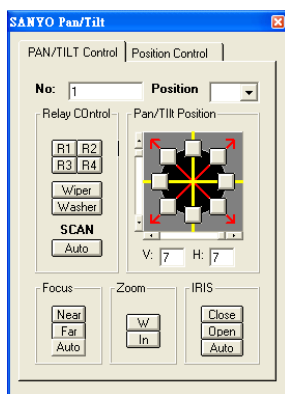 SANYO Pan/Tilt
PAN/TILT Control Position Control
No: 1 Position
Relay COntrol Pan/TIlt Position
R1 R2
R3 R4
Wiper
Washer
SCAN
Auto
V: 7 H: 7
Focus Zoom IRIS
Near W Close
Far In Open
Auto Auto